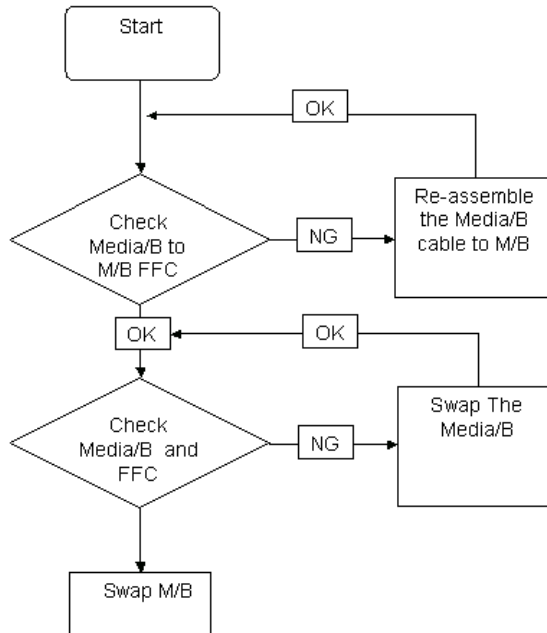 Start
OK
Check
Media/B to
M/B FFC
NG
Re-assemble
the Media/B
cable to M/B
OK
OK
Check
Media/B and
FFC
NG
Swap The
Media/B
Swap M/B